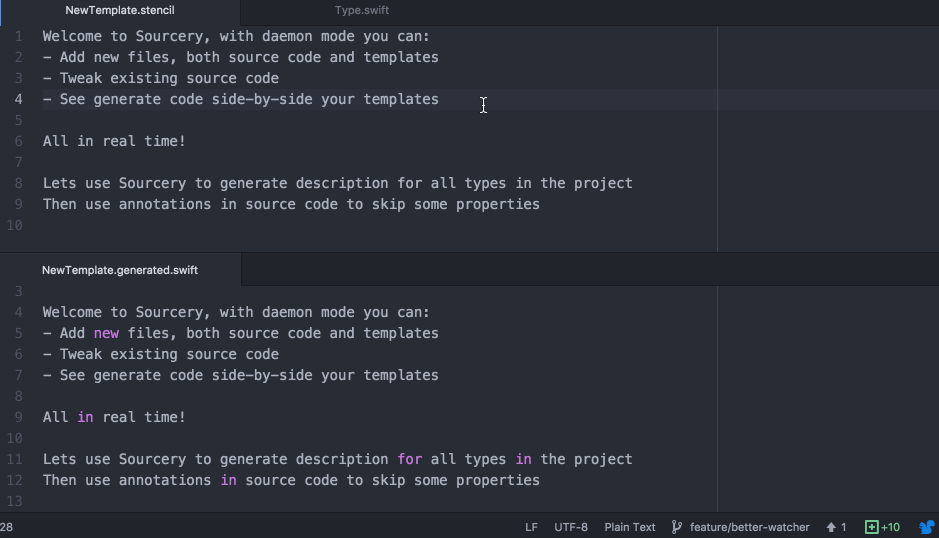 NewTemplate.stencil Type.swift
1 Welcome to Sourcery, with daemon mode you can:
2 - Add new files, both source code and templates
3 - Tweak existing source code
4 - See generate code side-by-side your templates
5
6 All in real time!
7
8 Lets use Sourcery to generate description for all types in the project
9 Then use annotations in source code to skip some properties
10
NewTemplate.generated.swift
3
4 Welcome to Sourcery, with daemon mode you can:
5 - Add new files, both source code and templates
6 - Tweak existing source code
7 - See generate code side-by-side your templates
8
9 All in real time!
10
11 Lets use Sourcery to generate description for all types in the project
12 Then use annotations in source code to skip some properties
13
28 LF UTF-8 Plain Text feature/better-watcher 1 +10